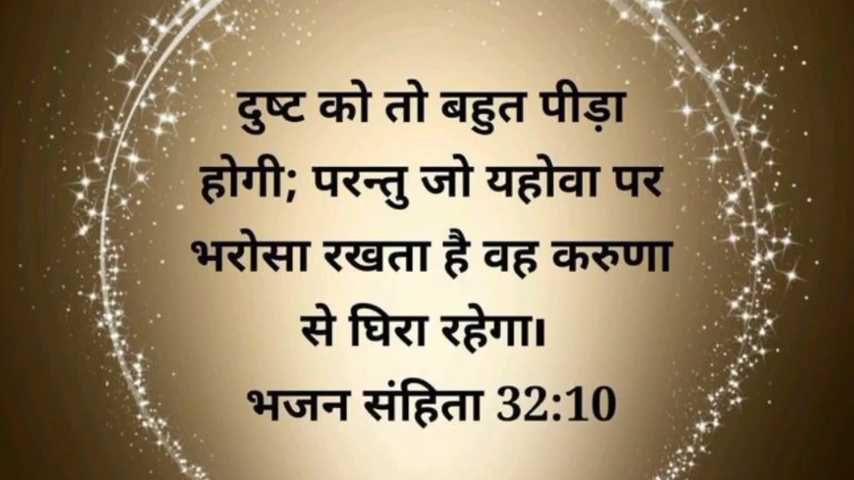 दुष्ट को तो बहुत पीड़ा
होगी; परन्तु जो यहोवा पर
भरोसा रखता है वह करुणा
से घिरा रहेगा।
भजन संहिता 32:10